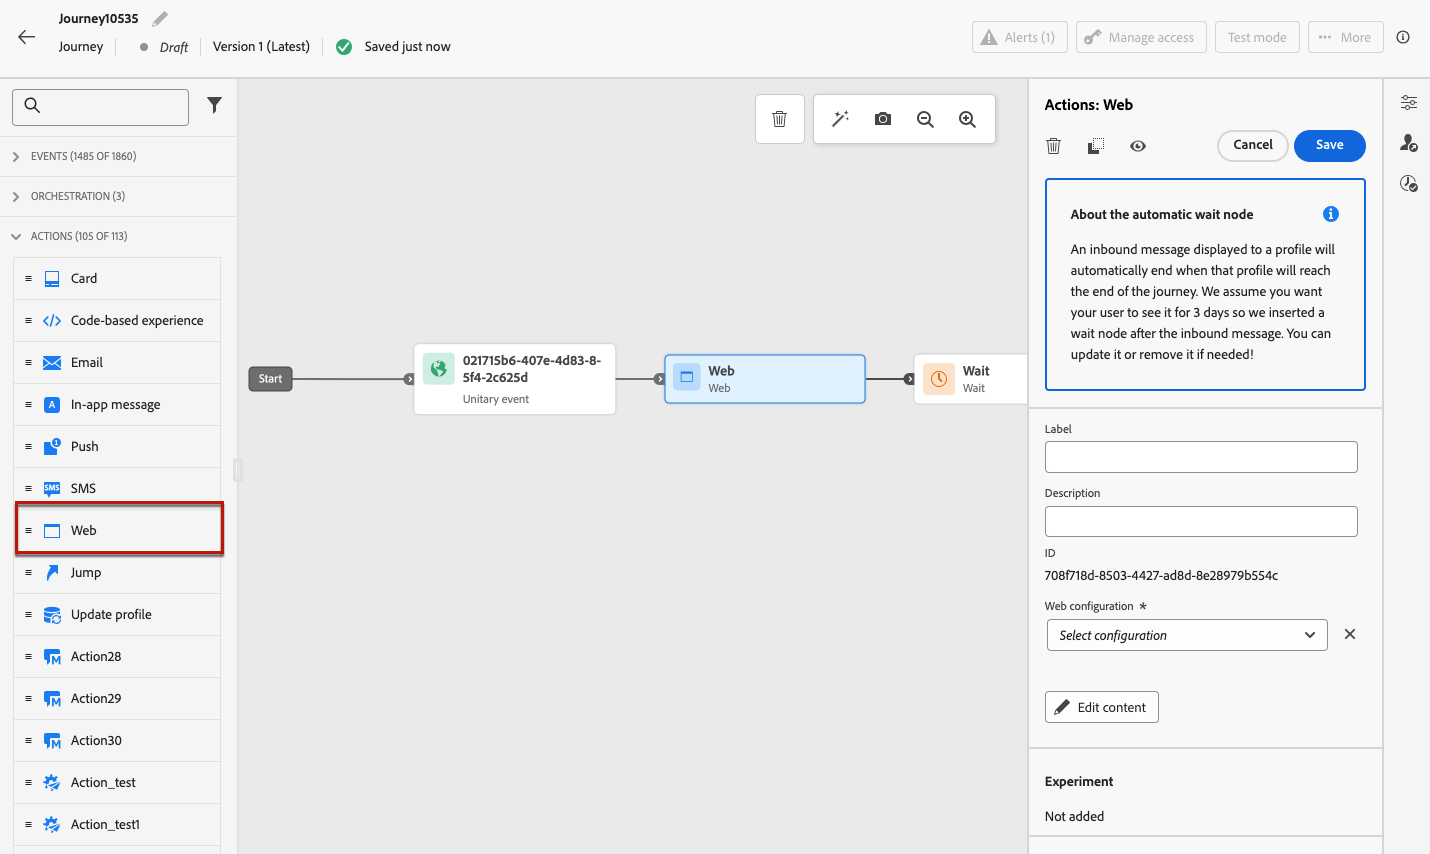 Journey10535
Journey
Draft
Version 1 (Latest)
Saved just now
Alerts (1)
Manage access
Test mode
More
EVENTS (1485 OF 1860)
ORCHESTRATION (3)
ACTIONS (105 OF 113)
Card
Code-based experience
Email
A In-app message
1
Push
SMS SMS
Web
Jump
Update profile
M Action28
M Action29
M Action30
Action_test
Action_test1
Start
021715b6-407e-4d83-8-
5f4-2c625d
Unitary event
Web
Web
Wait
Wait
Actions: Web
Cancel
Save
About the automatic wait node
An inbound message displayed to a profile will
automatically end when that profile will reach
the end of the journey. We assume you want
your user to see it for 3 days so we inserted a
wait node after the inbound message. You can
update it or remove it if needed!
Label
Description
ID
708f718d-8503-4427-ad8d-8e28979b554c
Web configuration *
Select configuration
Edit content
Experiment
Not added